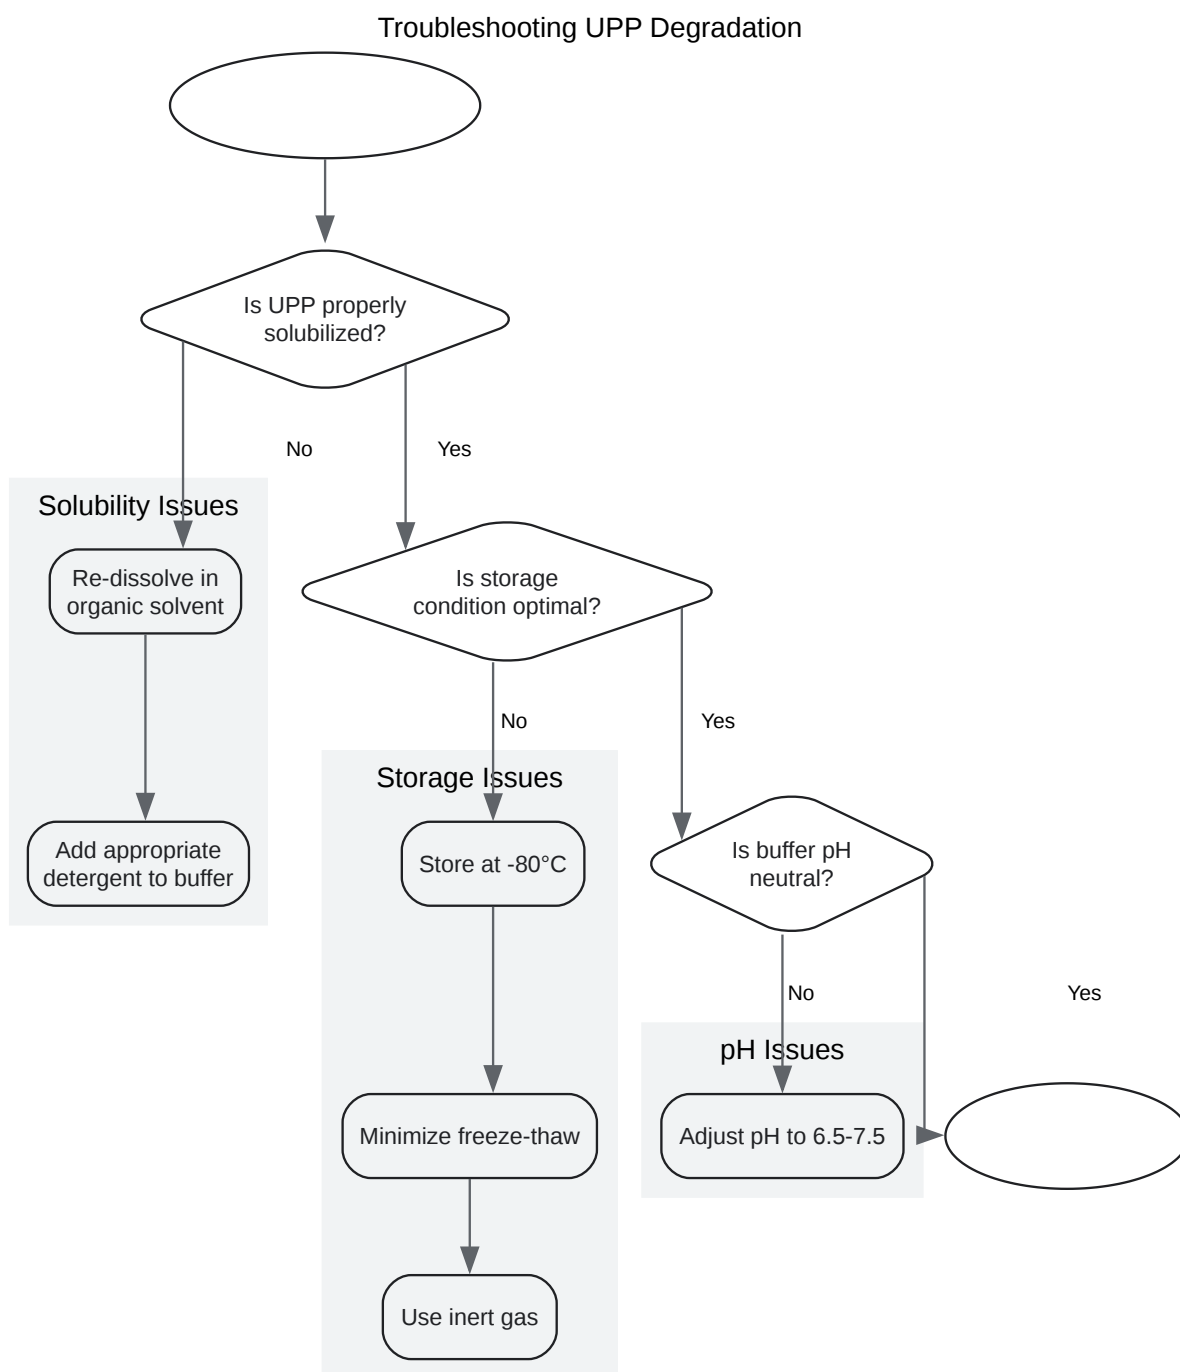 Troubleshooting UPP Degradation
Is UPP properly
solubilized?
No
Yes
Solubility Issues
Re-dissolve in
organic solvent
Is storage
condition optimal?
No
Yes
Storage Issues
Add appropriate
detergent to buffer
Store at -80°C
Is buffer pH
neutral?
No
Yes
pH Issues
Minimize freeze-thaw
Adjust pH to 6.5-7.5
Use inert gas